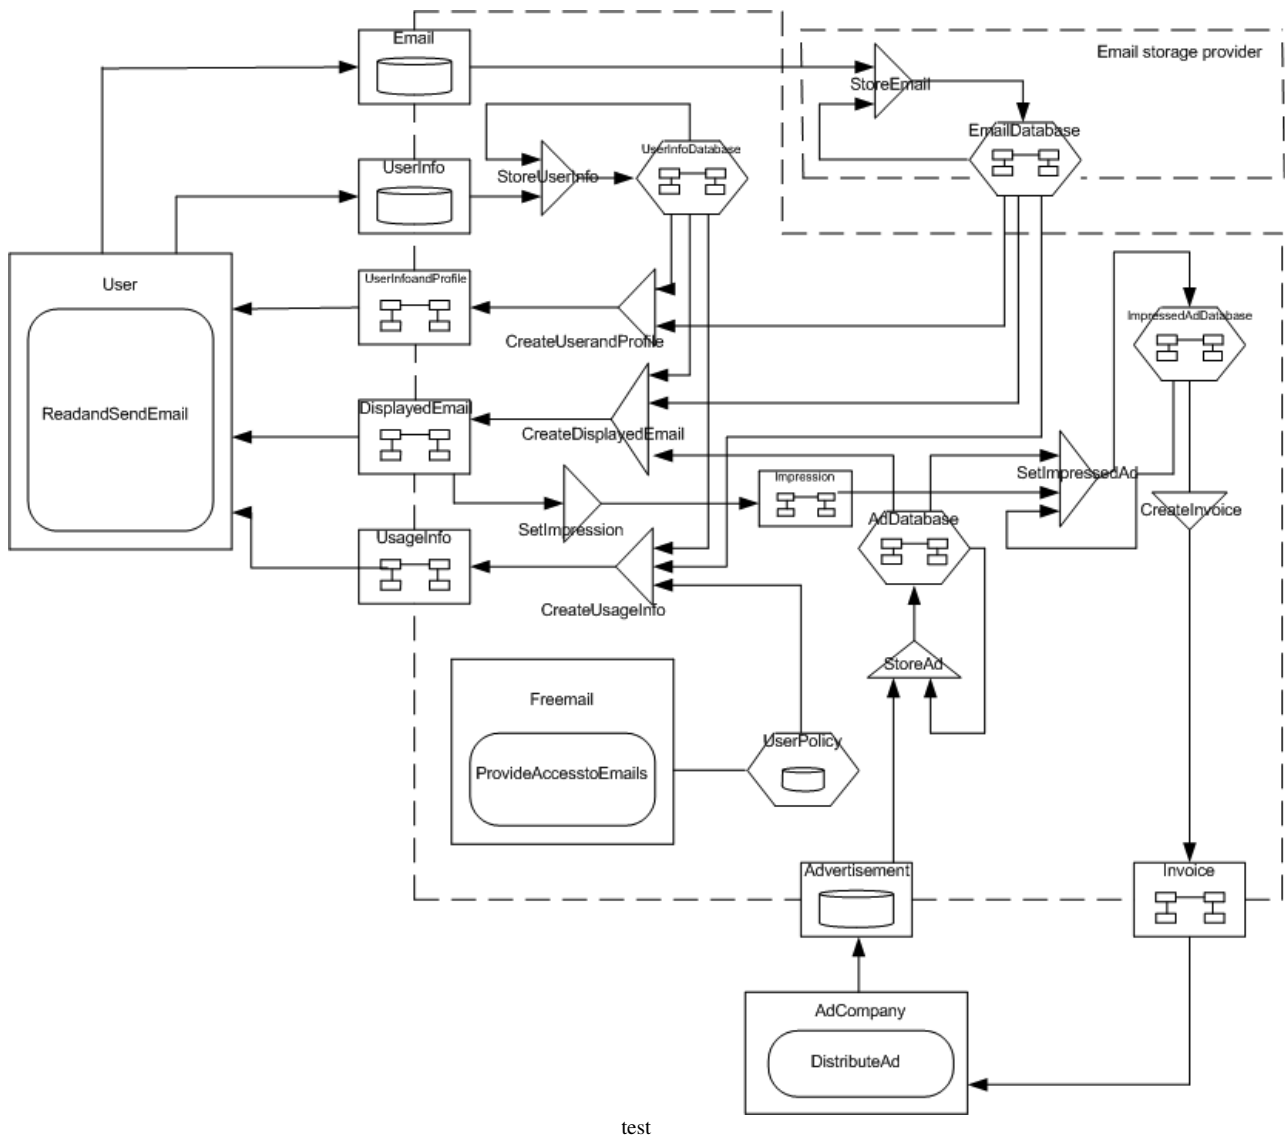 Email
Email storage provider
StoreEmail
EmailDatabase
UserInfo
StoreUserInfo
UserInfoDatabase
User
UserInfoandProfile
ImpressedAdDatabase
CreateUserandProfile
ReadandSendEmail
DisplayedEmail
CreateDisplayedEmail
SetImpressedAd
Impression
SetImpression
AdDatabase
CreateInvoice
UsageInfo
CreateUsageInfo
StoreAd
Freemail
UserPolicy
ProvideAccesstoEmails
Advertisement
Invoice
AdCompany
DistributeAd
test